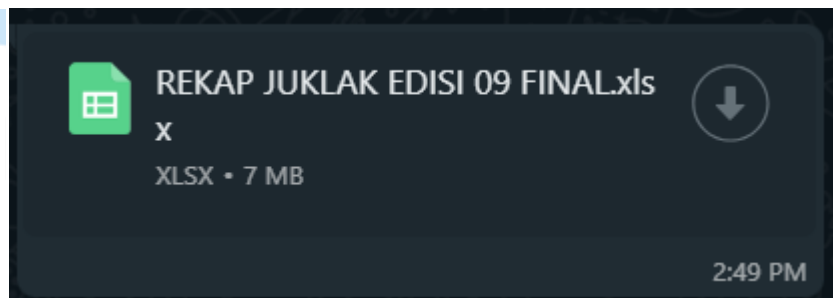 REKAP JUKLAK EDISI 09 FINAL.xls
x
XLSX • 7 MB
2:49 PM